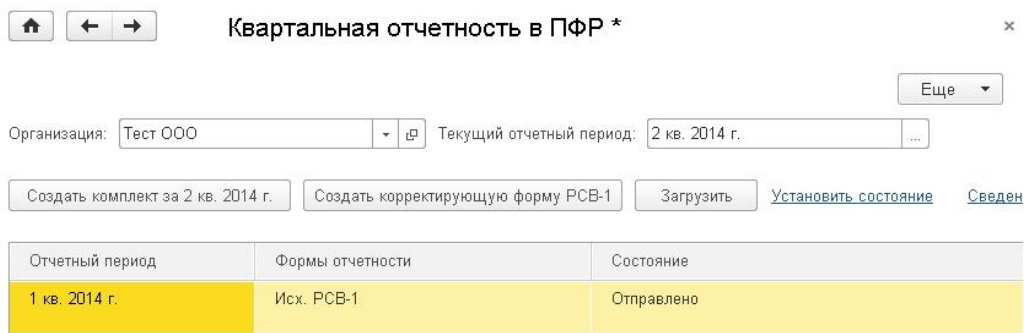 Квартальная отчетность в ПФР *
Еще
Организация: Тест ООО Текущий отчетный период: 2 кв. 2014 г. ...
Создать комплект за 2 кв. 2014 г. Создать корректирующую форму РСВ-1 Загрузить Установить состояние Сведен
Отчетный период Формы отчетности Состояние
1 кв. 2014 г. Исх. РСВ-1 Отправлено